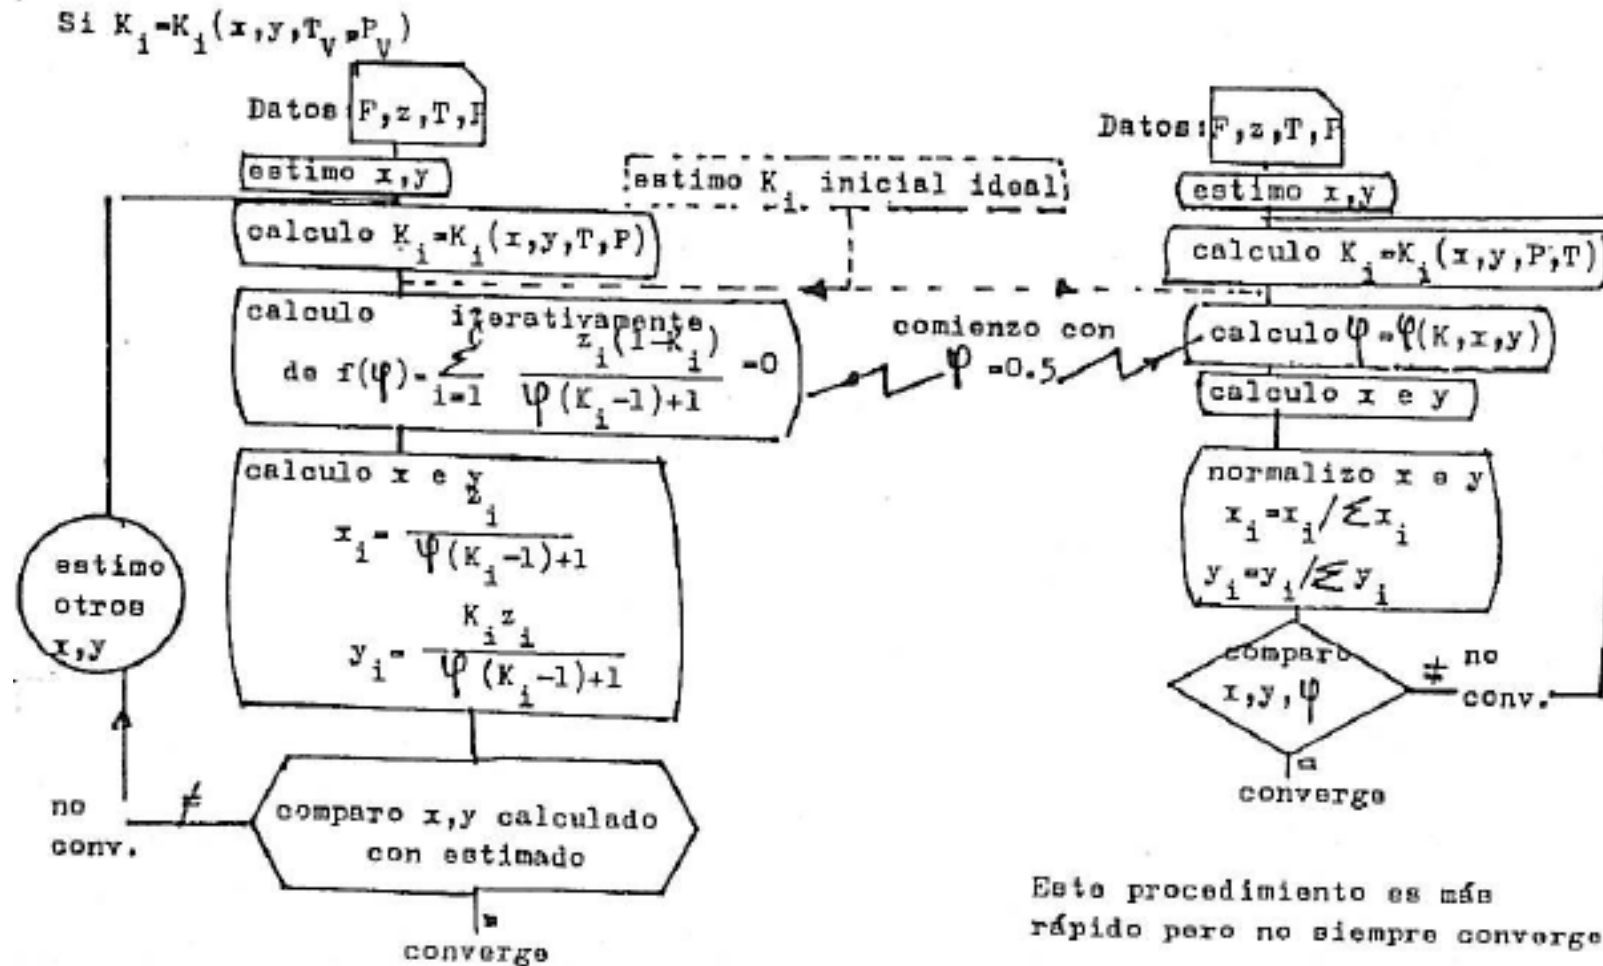 Si K_i=K_i(x,y,T_v,P_v)
Datos: F,z,T,P
estimo x,y
calculo K_i=K_i(x,y,T,P)
estimo K_i inicial ideal
calculo iterativamente
de f(φ)=Σ_{i=1}^{C} z_i(1-K_i) / φ(K_i-1)+1 =0
comienzo con
φ=0.5
calculo x e y
x_i= z_i / φ(K_i-1)+1
y_i= K_i z_i / φ(K_i-1)+1
estimo
otros
x,y
no
conv.
≠
comparo x,y calculado
con estimado
=
converge
Datos: F,z,T,P
estimo x,y
calculo K_i=K_i(x,y,P,T)
calculo φ=φ(K,x,y)
calculo x e y
normalizo x e y
x_i=x_i/Σx_i
y_i=y_i/Σy_i
comparo
x,y,φ
≠ no
conv.
=
converge
Este procedimiento es más
rápido pero no siempre converge